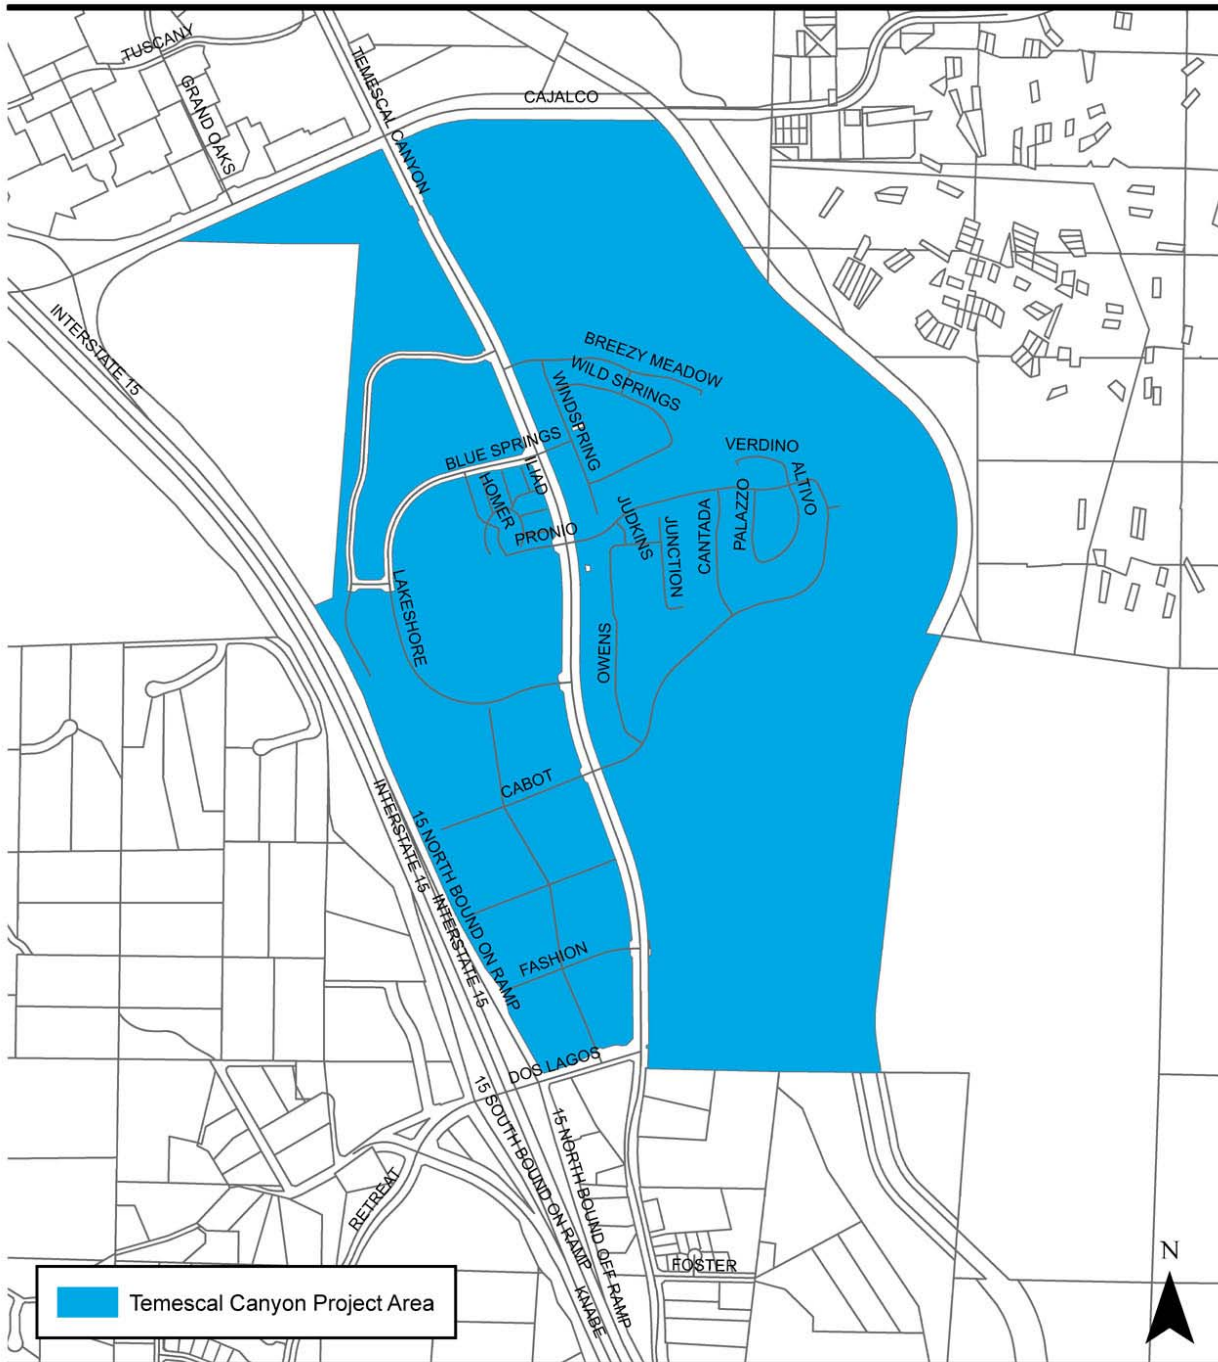 TUSCANY
GRAND OAKS
TEMESCAL CANYON
CAJALCO
INTERSTATE 15
BREEZY MEADOW
WILD SPRINGS
WINDSPRING
BLUE SPRINGS
ILIAD
HOMER
PRONIO
VERDINO
ALTIVO
PALAZZO
CANTADA
JUDKINS
JUNCTION
LAKESHORE
OWENS
CABOT
INTERSTATE 15
15 NORTH BOUND ON RAMP
INTERSTATE 15
FASHION
DOS LAGOS
15 SOUTH BOUND ON RAMP
15 NORTH BOUND OFF RAMP
RETREAT
KNABE
FOSTER
N
Temescal Canyon Project Area